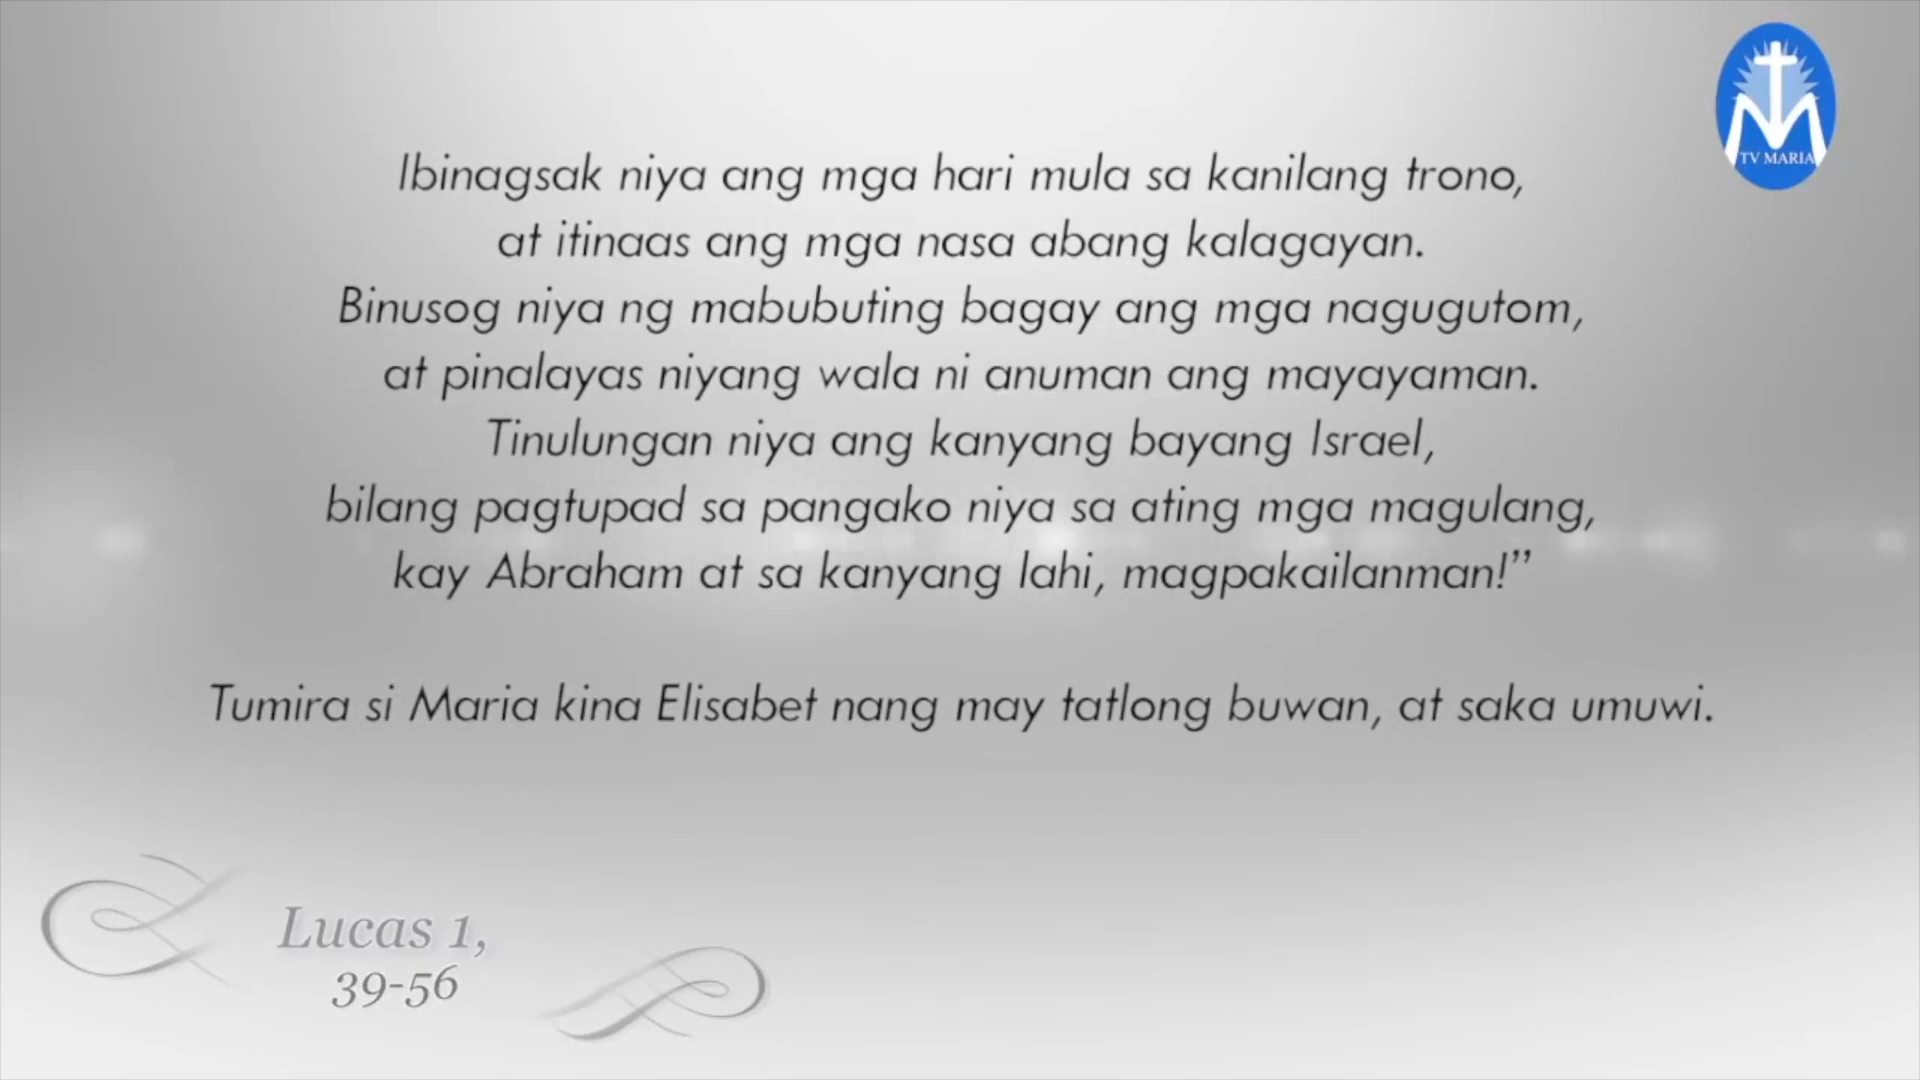 TV MARIA
Ibinagsak niya ang mga hari mula sa kanilang trono,
at itinaas ang mga nasa abang kalagayan.
Binusog niya ng mabubuting bagay ang mga nagugutom,
at pinalayas niyang wala ni anuman ang mayayaman.
Tinulungan niya ang kanyang bayang Israel,
bilang pagtupad sa pangako niya sa ating mga magulang,
kay Abraham at sa kanyang lahi, magpakailanman!”
Tumira si Maria kina Elisabet nang may tatlong buwan, at saka umuwi.
Lucas 1,
39-56